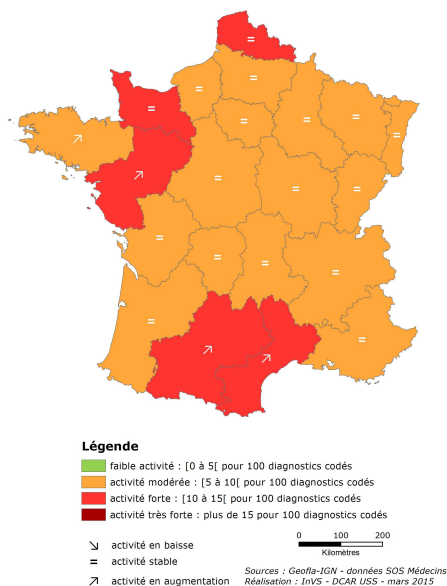 Légende
faible activité : [0 à 5[ pour 100 diagnostics codés
activité modérée : [5 à 10[ pour 100 diagnostics codés
activité forte : [10 à 15[ pour 100 diagnostics codés
activité très forte : plus de 15 pour 100 diagnostics codés
↘ activité en baisse
= activité stable
↗ activité en augmentation
0 100 200
Kilomètres
Sources : Geofla-IGN - données SOS Médecins
Réalisation : InVS - DCAR USS - mars 2015